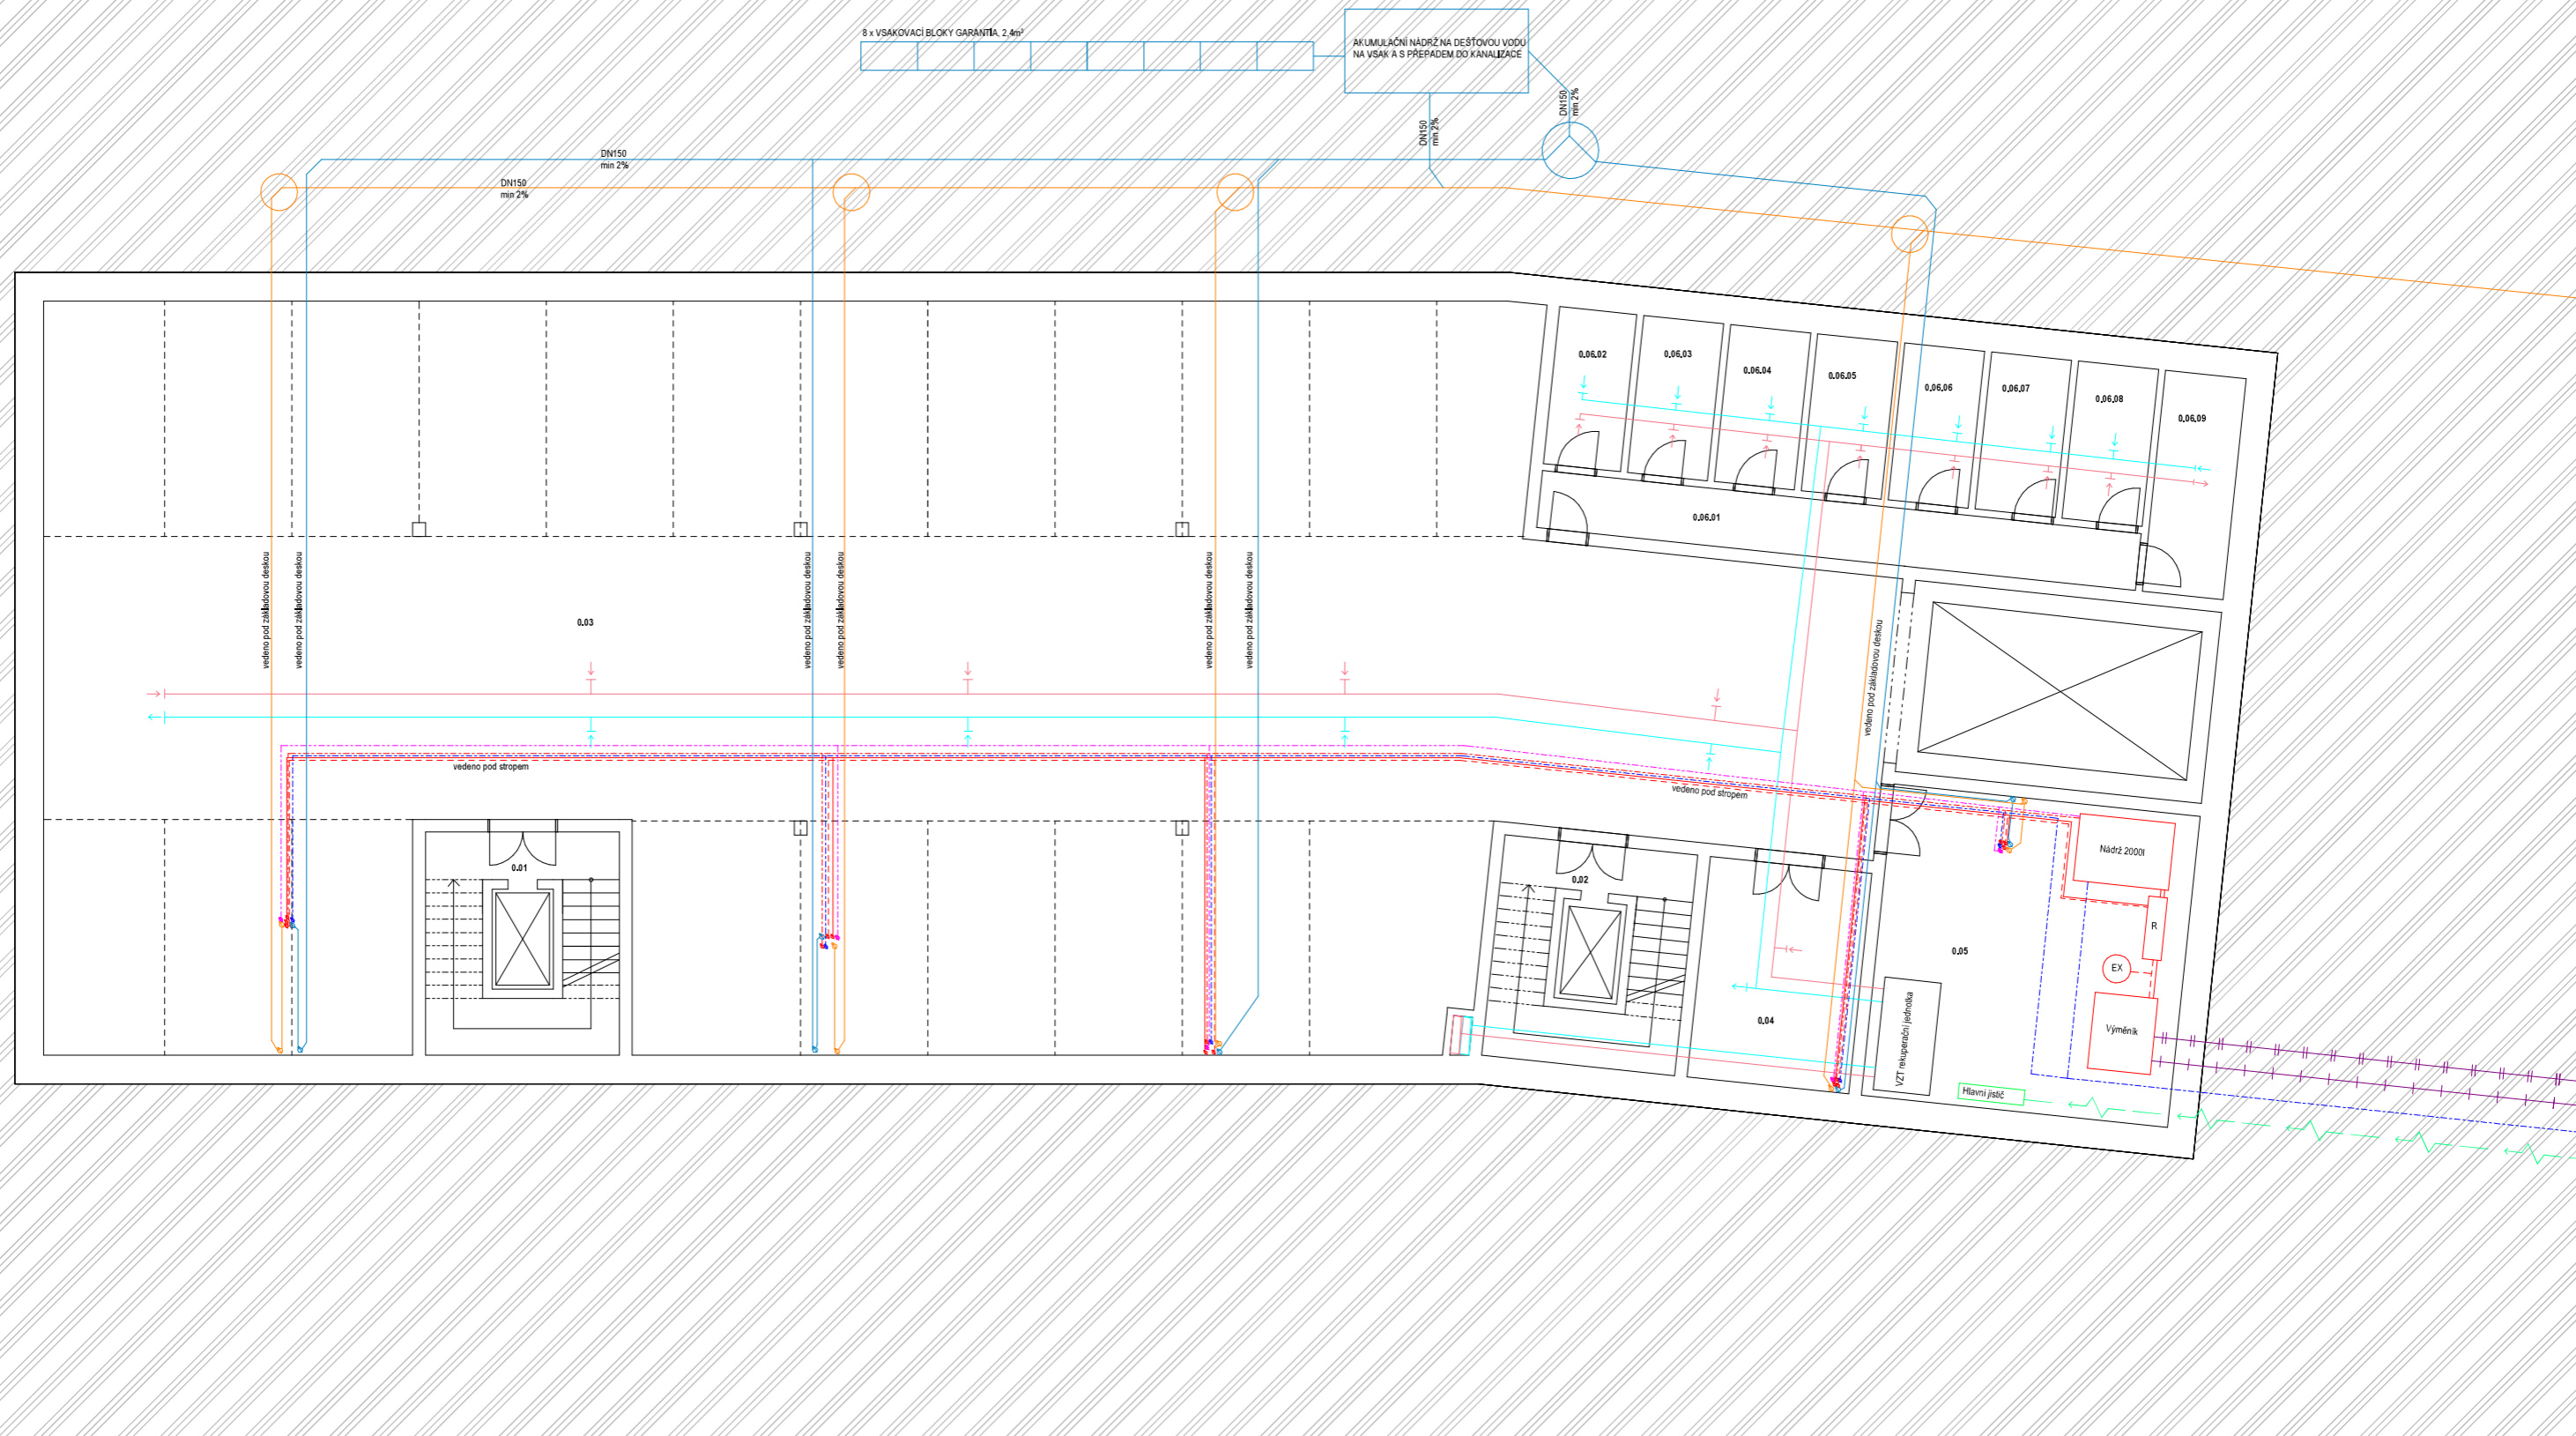 8 x VSAKOVACÍ BLOKY GARANTIA, 2,4m²
AKUMULAČNÍ NÁDRŽ NA DEŠŤOVOU VODU
NA VSAK A S PŘEPADEM DO KANALIZACE
DN150
min 2%
DN150
min 2%
DN150
min 2%
DN150
min 2%
0.06.02
0.06.03
0.06.04
0.06.05
0.06.06
0.06.07
0.06.08
0.06.09
0.06.01
vedeno pod základovou deskou
vedeno pod základovou deskou
vedeno pod základovou deskou
vedeno pod základovou deskou
vedeno pod základovou deskou
vedeno pod základovou deskou
vedeno pod základovou deskou
0.03
vedeno pod stropem
vedeno pod stropem
0.01
0.02
Nádrž 2000l
R
0.05
EX
0.04
VZT rekuperační jednotka
Výměník
Hlavní jistič